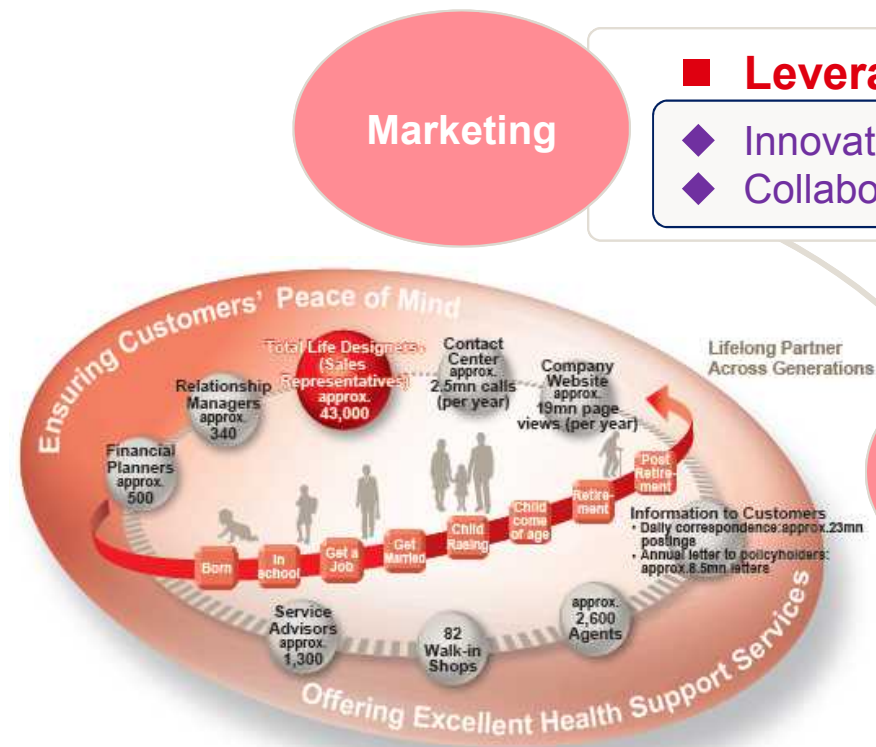 Marketing
■ Levera
◆ Innovat
◆ Collabo
Ensuring Customers' Peace of Mind
Lifelong Partner
Across Generations
Total Life Designers
(Sales
Representatives)
approx.
43,000
Contact
Center
approx.
2.5mn calls
(per year)
Company
Website
approx.
19mn page
views (per year)
Relationship
Managers
approx.
340
Financial
Planners
approx.
500
Born
In
school
Get a
Job
Get
Married
Child
Raeing
Child
come
of age
Retire-
ment
Post
Retire-
ment
Information to Customers
• Daily correspondence:approx.23mn
postings
• Annual letter to policyholders:
approx.8.5mn letters
Service
Advisors
approx.
1,300
82
Walk-in
Shops
approx.
2,600
Agents
Offering Excellent Health Support Services